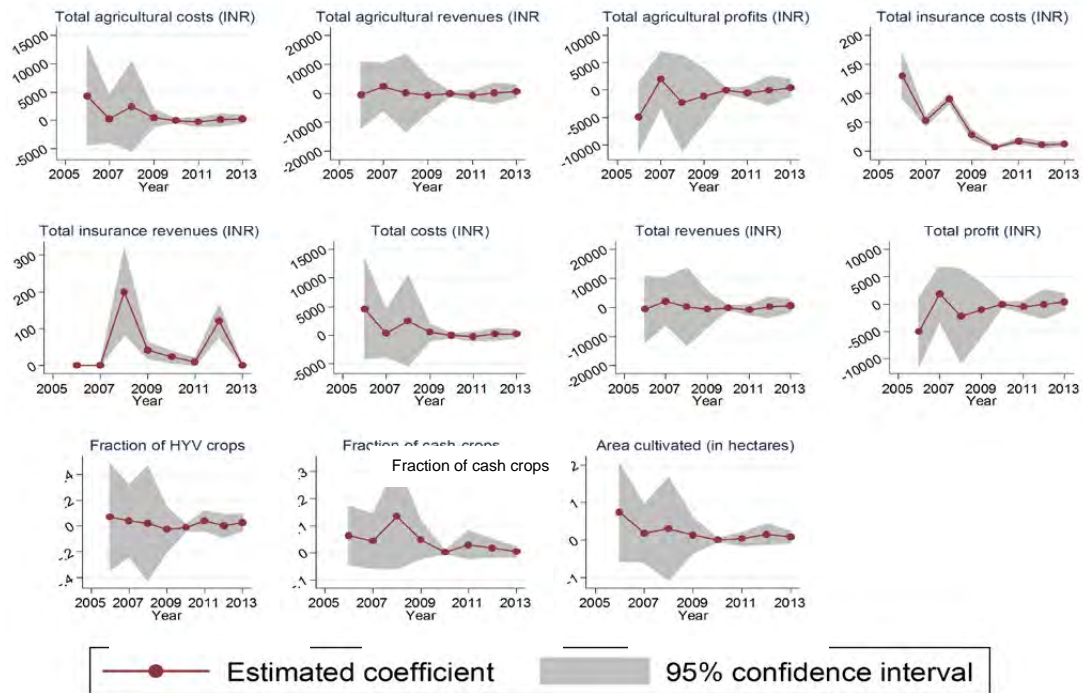 Total agricultural costs (INR)
15000
10000
5000
0
-5000
2005 2007 2009 2011 2013
Year
Total agricultural revenues (INR
20000
10000
0
-10000
-20000
2005 2007 2009 2011 2013
Year
Total agricultural profits (INR)
10000
5000
0
-5000
-10000
2005 2007 2009 2011 2013
Year
Total insurance costs (INR)
200
150
100
50
0
2005 2007 2009 2011 2013
Year
Total insurance revenues (INR)
300
200
100
0
2005 2007 2009 2011 2013
Year
Total costs (INR)
15000
10000
5000
0
-5000
2005 2007 2009 2011 2013
Year
Total revenues (INR)
20000
10000
0
-10000
-20000
2005 2007 2009 2011 2013
Year
Total profit (INR)
10000
5000
0
-5000
-10000
2005 2007 2009 2011 2013
Year
Fraction of HYV crops
.4
.2
0
-.2
-.4
2005 2007 2009 2011 2013
Year
Fraction of cash crops
Fraction of cash crops
.3
.2
.1
0
-.1
2005 2007 2009 2011 2013
Year
Area cultivated (in hectares)
2
1
0
-1
2005 2007 2009 2011 2013
Year
Estimated coefficient 95% confidence interval